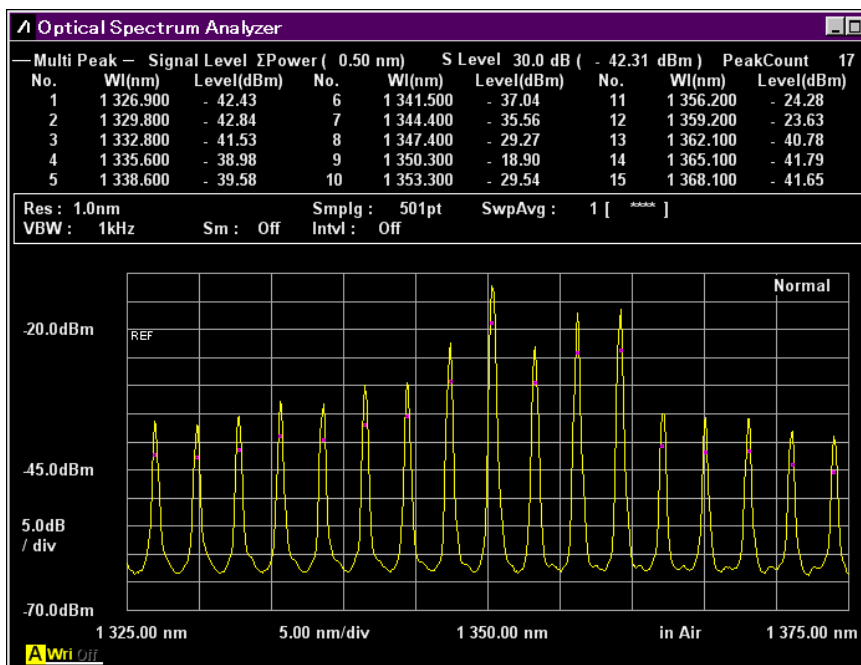 Optical Spectrum Analyzer
Multi Peak – Signal Level ΣPower ( 0.50 nm) S Level 30.0 dB ( - 42.31 dBm ) PeakCount 17
No. Wl(nm) Level(dBm) No. Wl(nm) Level(dBm) No. Wl(nm) Level(dBm)
1 1 326.900 - 42.43 6 1 341.500 - 37.04 11 1 356.200 - 24.28
2 1 329.800 - 42.84 7 1 344.400 - 35.56 12 1 359.200 - 23.63
3 1 332.800 - 41.53 8 1 347.400 - 29.27 13 1 362.100 - 40.78
4 1 335.600 - 38.98 9 1 350.300 - 18.90 14 1 365.100 - 41.79
5 1 338.600 - 39.58 10 1 353.300 - 29.54 15 1 368.100 - 41.65
Res : 1.0nm Smplg : 501pt SwpAvg : 1 [ **** ]
VBW : 1kHz Sm : Off Intvl : Off
Normal
-20.0dBm
REF
-45.0dBm
5.0dB
/ div
-70.0dBm
1 325.00 nm 5.00 nm/div 1 350.00 nm in Air 1 375.00 nm
A Wri Off